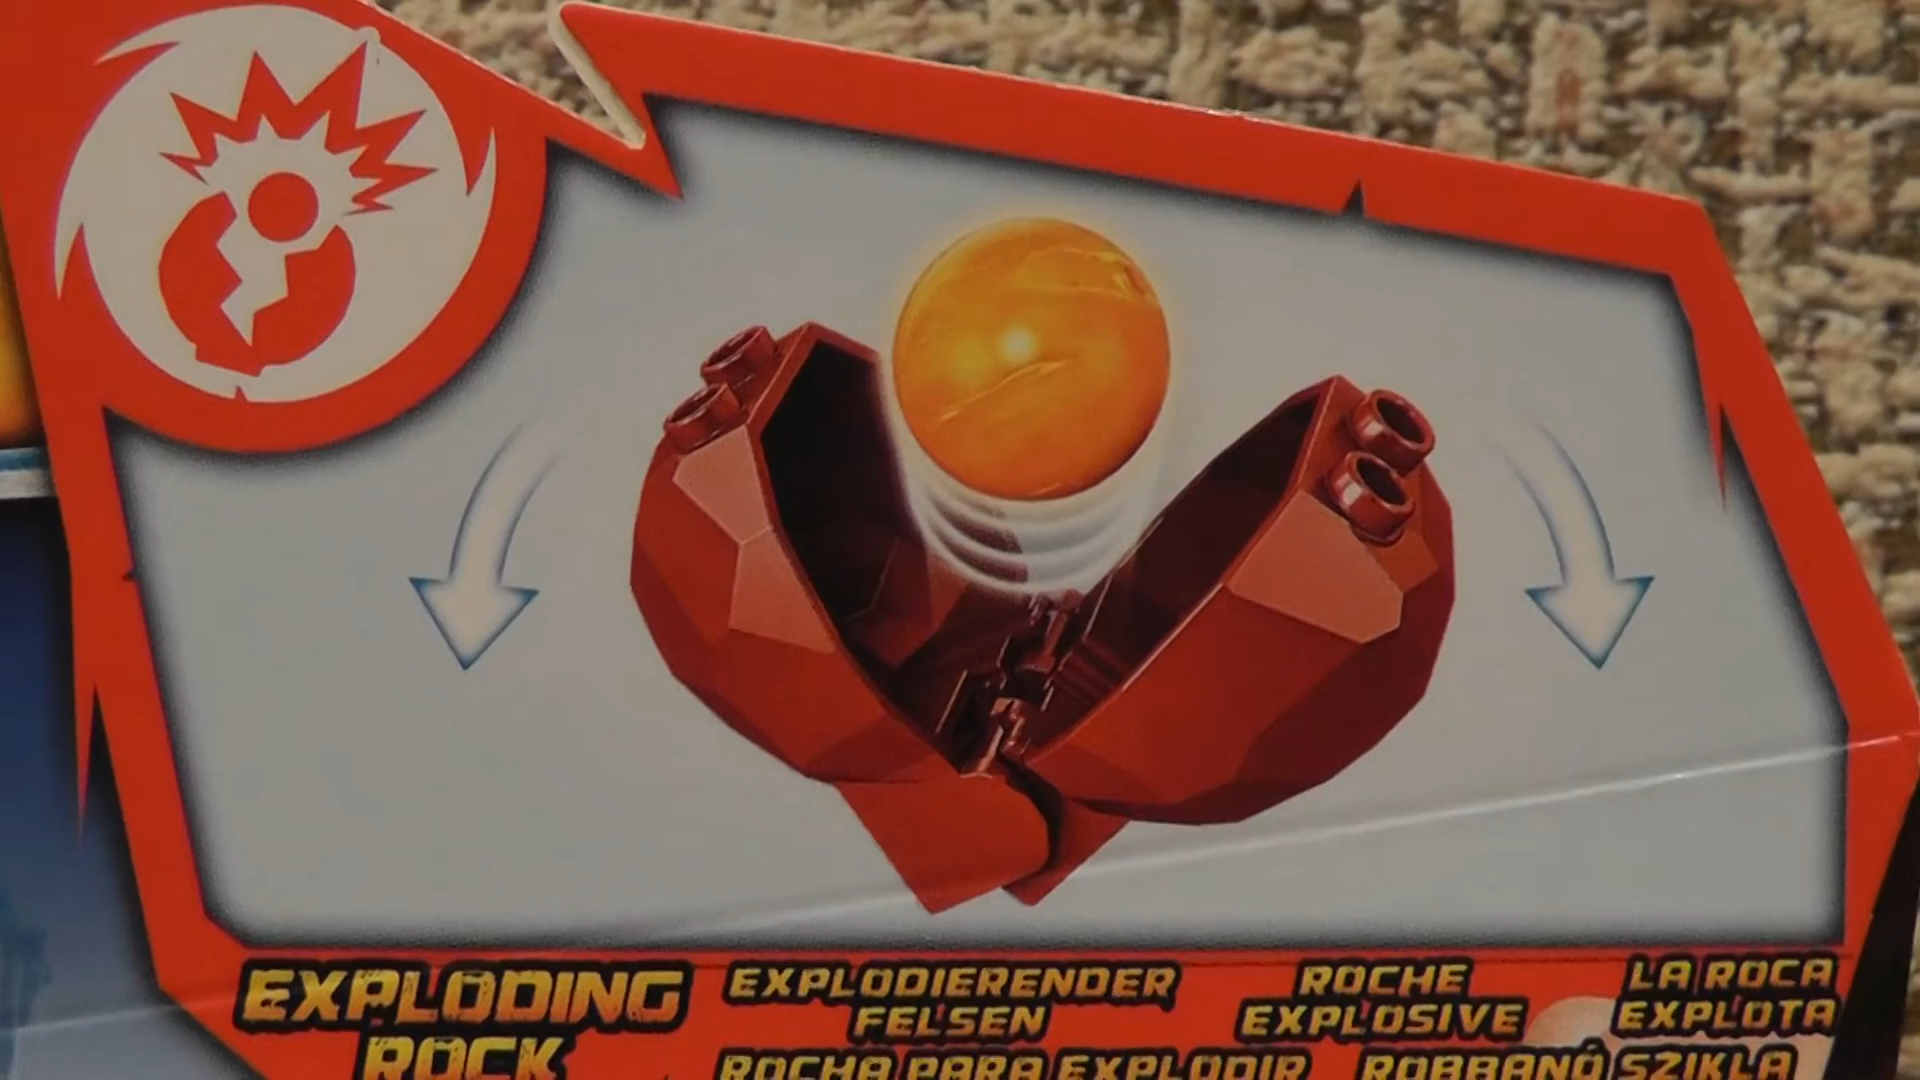 EXPLODING
ROCK
EXPLODIERENDER
FELSEN
ROCHE
EXPLOSIVE
LA ROCA
EXPLOTA
ROCHA PARA EXPLODIR
ROBBANÓ SZIKLA